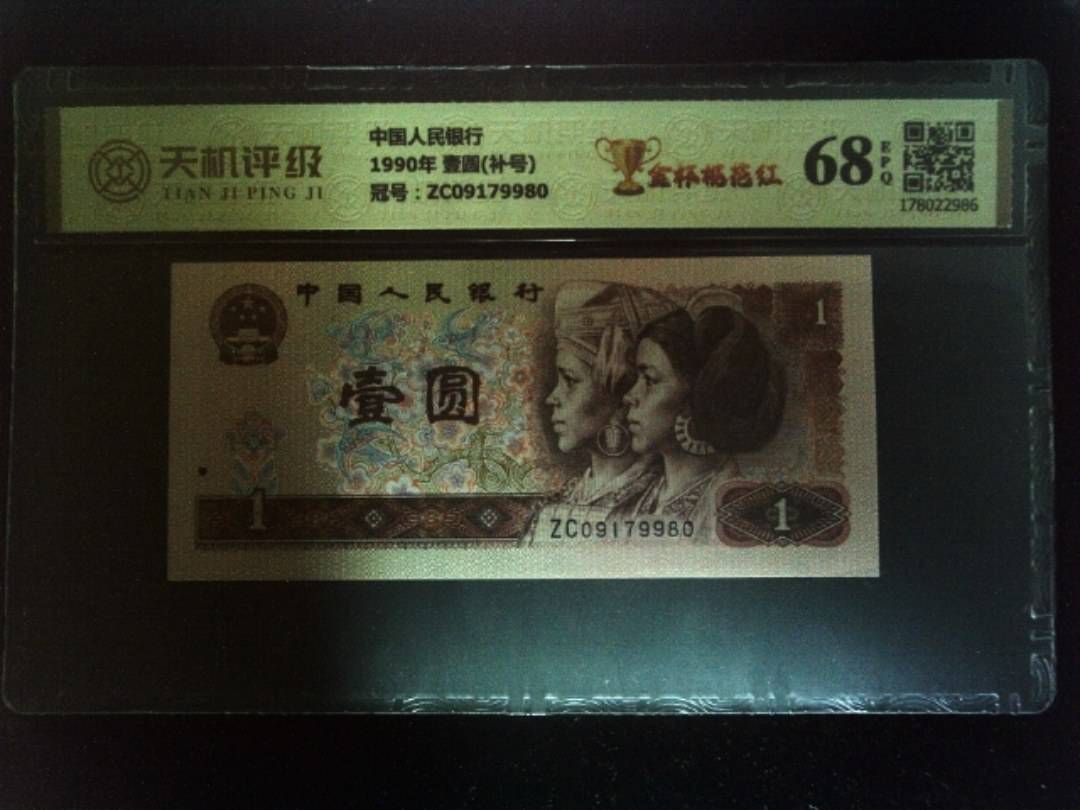 天机评级
TIAN JI PING JI
中国人民银行
1990年 壹圆(补号)
冠号：ZC09179980
金杯桃花红
68
EPQ
178022986
中国人民银行
1
壹圆
1
ZC09179980
1